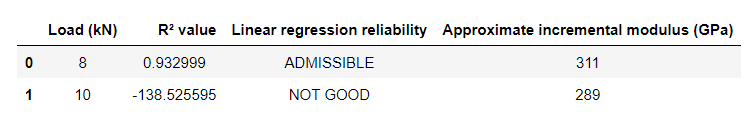 Load (kN) R² value Linear regression reliability Approximate incremental modulus (GPa)
0 8 0.932999 ADMISSIBLE 311
1 10 -138.525595 NOT GOOD 289